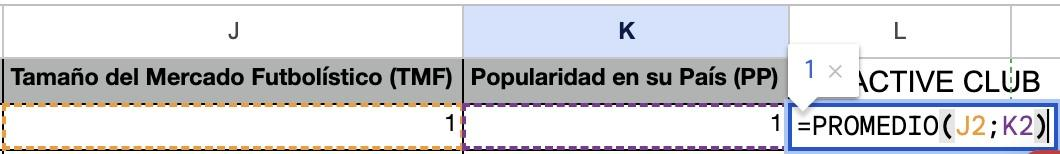 J K L
Tamaño del Mercado Futbolístico (TMF) Popularidad en su País (PP) ACTIVE CLUB
1 ×
1 1 =PROMEDIO(J2;K2)